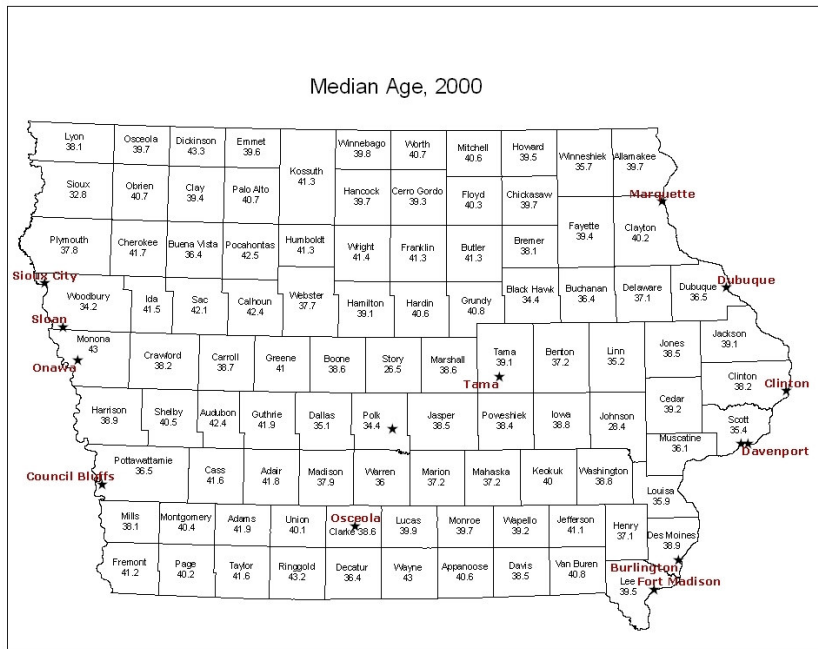 Median Age, 2000
Lyon
38.1
Osceola
39.7
Dickinson
43.3
Emmet
39.6
Kossuth
41.3
Winnebago
39.8
Worth
40.7
Mitchell
40.6
Howard
39.5
Winneshiek
35.7
Allamakee
39.7
Sioux
32.8
Obrien
40.7
Clay
39.4
Palo Alto
40.7
Hancock
39.7
Cerro Gordo
39.3
Floyd
40.3
Chickasaw
39.7
Marquette
Fayette
39.4
Clayton
40.2
Plymouth
37.8
Cherokee
41.7
Buena Vista
36.4
Pocahontas
42.5
Humboldt
41.3
Wright
41.4
Franklin
41.3
Butler
41.3
Bremer
38.1
Sioux City
Woodbury
34.2
Ida
41.5
Sac
42.1
Calhoun
42.4
Webster
37.7
Hamilton
39.1
Hardin
40.6
Grundy
40.8
Black Hawk
34.4
Buchanan
36.4
Delaware
37.1
Dubuque
36.5
Dubuque
Sloan
Monona
43
Onawa
Crawford
38.2
Carroll
38.7
Greene
41
Boone
38.6
Story
26.5
Marshall
38.6
Tama
39.1
Tama
Benton
37.2
Linn
35.2
Jones
38.5
Jackson
39.1
Clinton
38.2
Clinton
Harrison
38.9
Shelby
40.5
Audubon
42.4
Guthrie
41.9
Dallas
35.1
Polk
34.4
Jasper
38.5
Poweshiek
38.4
Iowa
38.8
Johnson
28.4
Cedar
39.2
Scott
35.4
Muscatine
36.1
Davenport
Pottawattamie
36.5
Council Bluffs
Cass
41.6
Adair
41.8
Madison
37.9
Warren
36
Marion
37.2
Mahaska
37.2
Keokuk
40
Washington
38.8
Louisa
35.9
Mills
38.1
Montgomery
40.4
Adams
41.9
Union
40.1
Osceola
Clarke 38.6
Lucas
39.9
Monroe
39.7
Wapello
39.2
Jefferson
41.1
Henry
37.1
Des Moines
38.9
Burlington
Fremont
41.2
Page
40.2
Taylor
41.6
Ringgold
43.2
Decatur
36.4
Wayne
43
Appanoose
40.6
Davis
38.5
Van Buren
40.8
Lee
39.5
Fort Madison